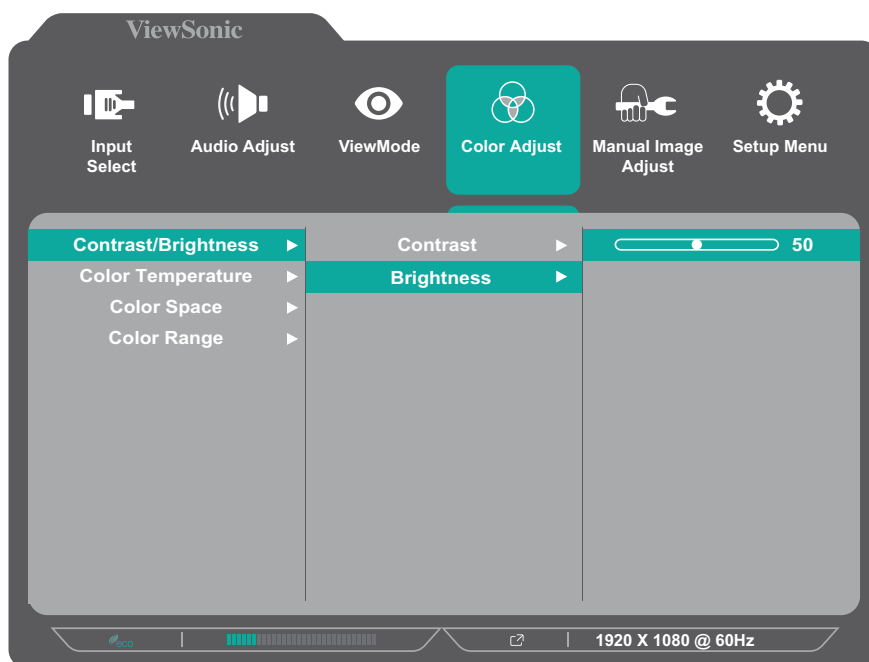 ViewSonic
Input
Select
Audio Adjust
ViewMode
Color Adjust
Manual Image
Adjust
Setup Menu
Contrast/Brightness
Color Temperature
Color Space
Color Range
Contrast
Brightness
50
eco
1920 X 1080 @ 60Hz